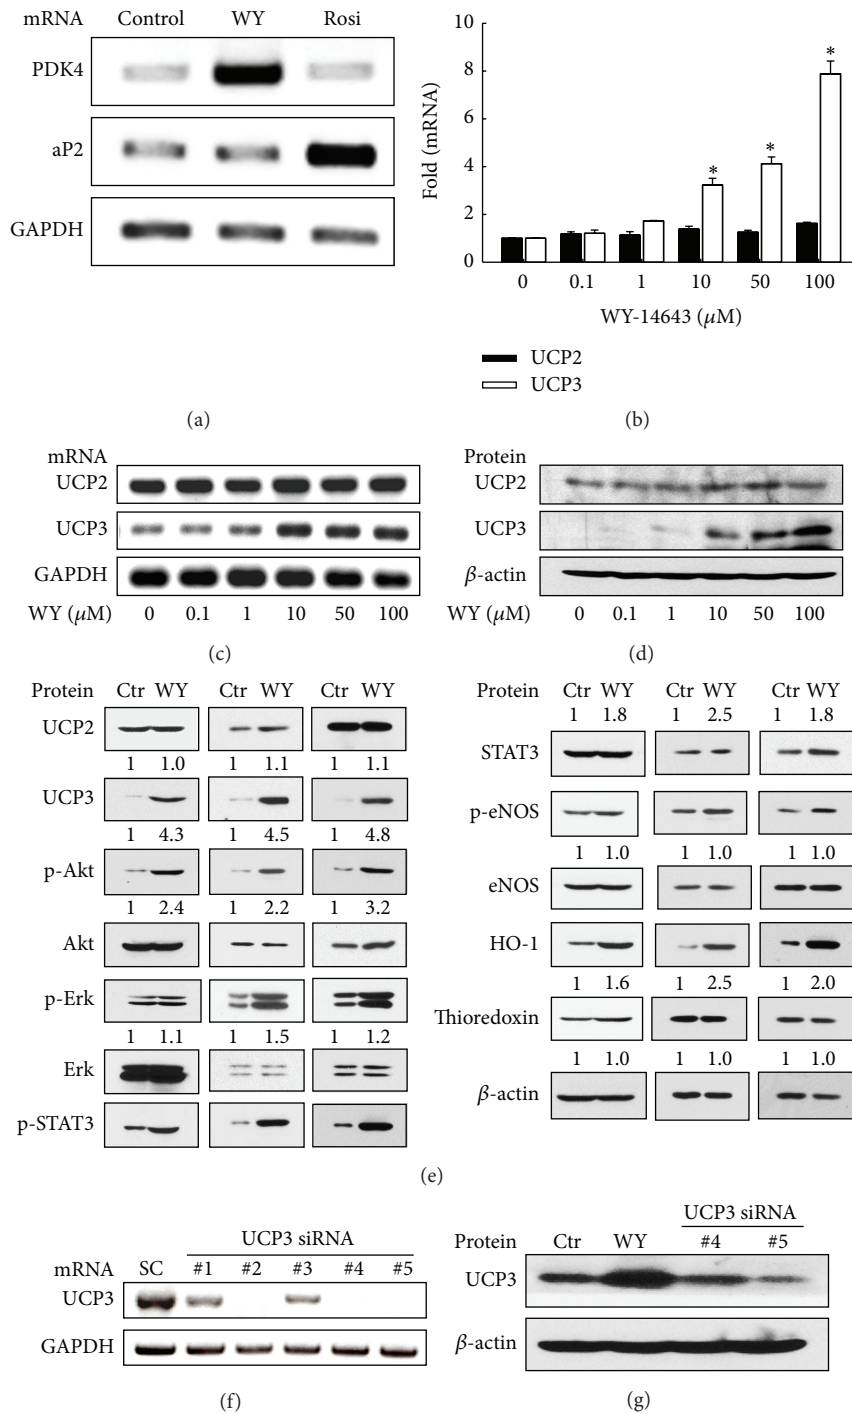 mRNA Control WY Rosi
PDK4
aP2
GAPDH
(a)
10
8
6
4
2
0
Fold (mRNA)
* * *
0 0.1 1 10 50 100
WY-14643 (μM)
UCP2
UCP3
(b)
mRNA
UCP2
UCP3
GAPDH
WY (μM) 0 0.1 1 10 50 100
(c)
Protein
UCP2
UCP3
β-actin
WY (μM) 0 0.1 1 10 50 100
(d)
Protein Ctr WY Ctr WY Ctr WY
UCP2
1 1.0 1 1.1 1 1.1
UCP3
1 4.3 1 4.5 1 4.8
p-Akt
1 2.4 1 2.2 1 3.2
Akt
p-Erk
1 1.1 1 1.5 1 1.2
Erk
p-STAT3
Protein Ctr WY Ctr WY Ctr WY
1 1.8 1 2.5 1 1.8
STAT3
p-eNOS
1 1.0 1 1.0 1 1.0
eNOS
HO-1
1 1.6 1 2.5 1 2.0
Thioredoxin
1 1.0 1 1.0 1 1.0
β-actin
(e)
UCP3 siRNA
mRNA SC #1 #2 #3 #4 #5
UCP3
GAPDH
(f)
UCP3 siRNA
Protein Ctr WY #4 #5
UCP3
β-actin
(g)